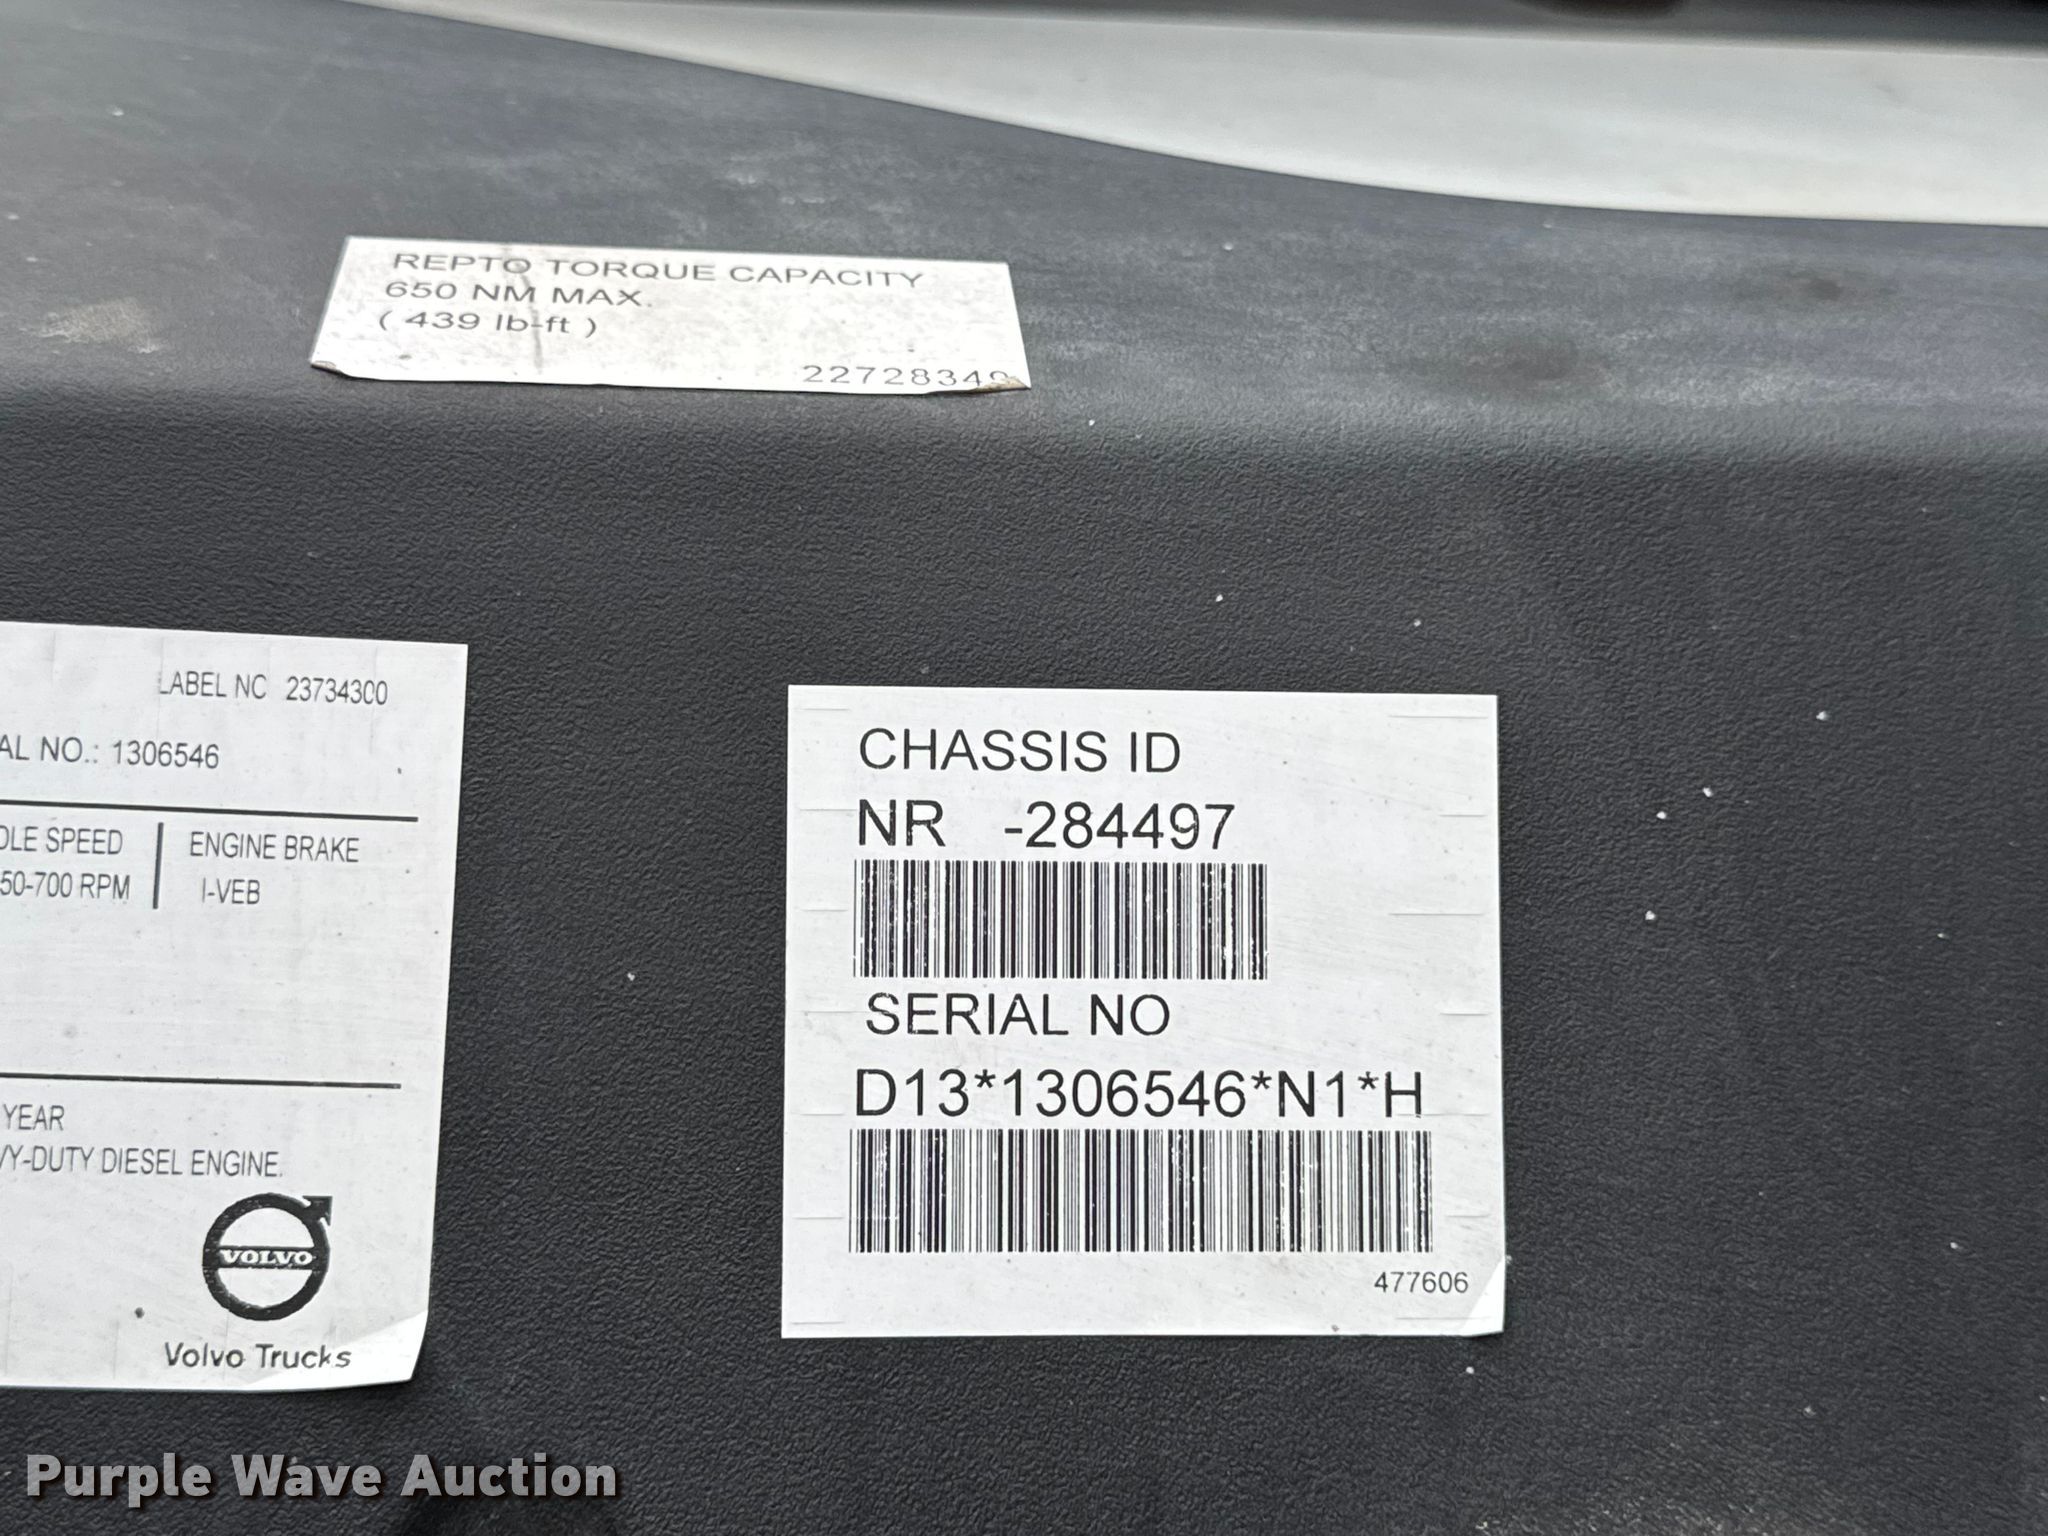 REPTO TORQUE CAPACITY
650 NM MAX.
( 439 lb-ft )
22728349
LABEL NC 23734300
AL NO.: 1306546
DLE SPEED
50-700 RPM
ENGINE BRAKE
I-VEB
YEAR
VY-DUTY DIESEL ENGINE.
VOLVO
Volvo Trucks
CHASSIS ID
NR -284497
SERIAL NO
D13*1306546*N1*H
477606
Purple Wave Auction